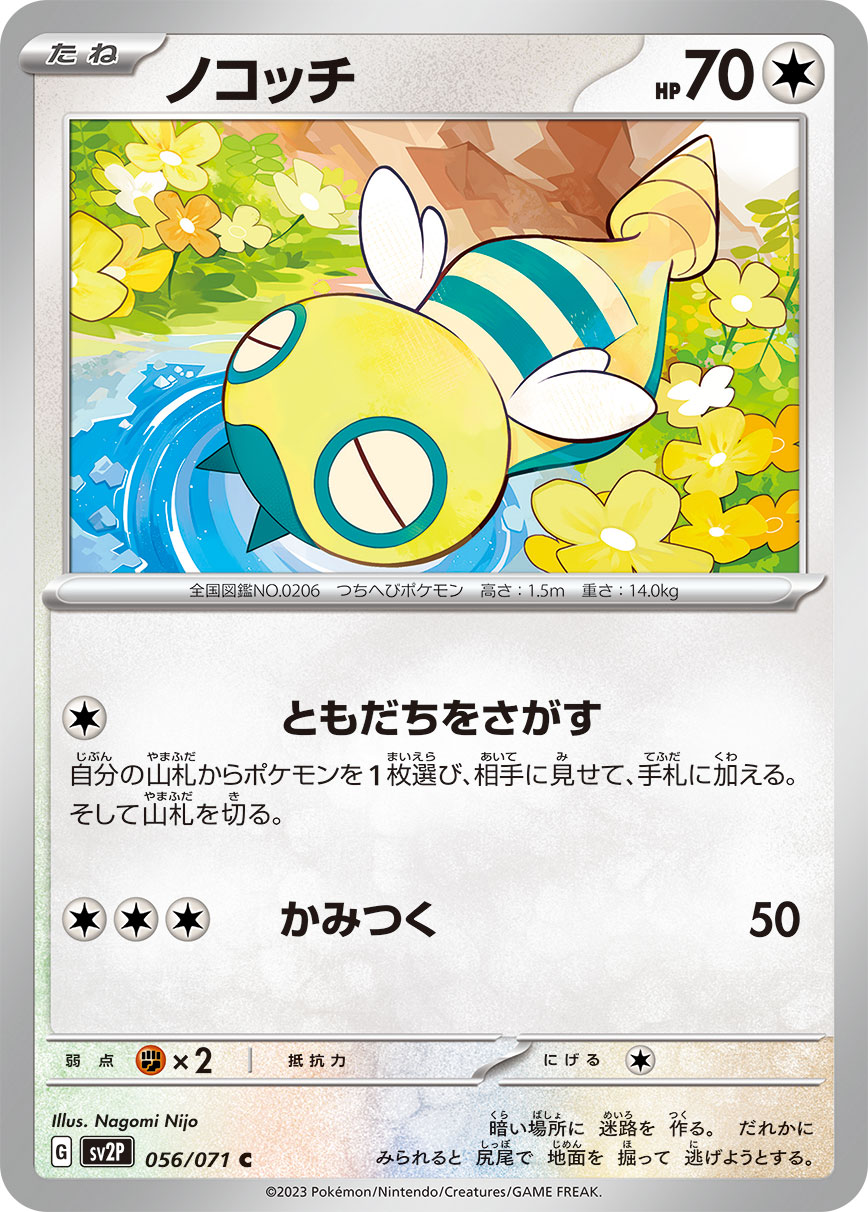 たね ノコッチ HP70
全国図鑑NO.0206 つちへびポケモン 高さ:1.5m 重さ:14.0kg
ともだちをさがす
自分の山札からポケモンを1枚選び、相手に見せて、手札に加える。
そして山札を切る。
かみつく 50
弱点 ×2 抵抗力 にげる
Illus. Nagomi Nijo
暗い場所に 迷路を 作る。 だれかに
みられると 尻尾で 地面を 掘って 逃げようとする。
G sv2P 056/071 C
©2023 Pokémon/Nintendo/Creatures/GAME FREAK.